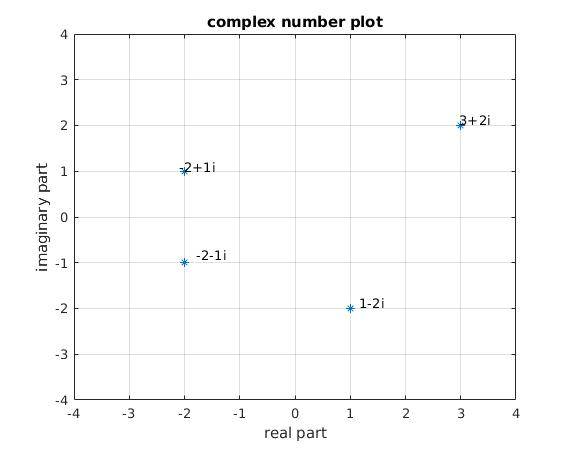 complex number plot
4
3
2
1
0
-1
-2
-3
-4
imaginary part
3+2i
-2+1i
-2-1i
1-2i
-4 -3 -2 -1 0 1 2 3 4
real part